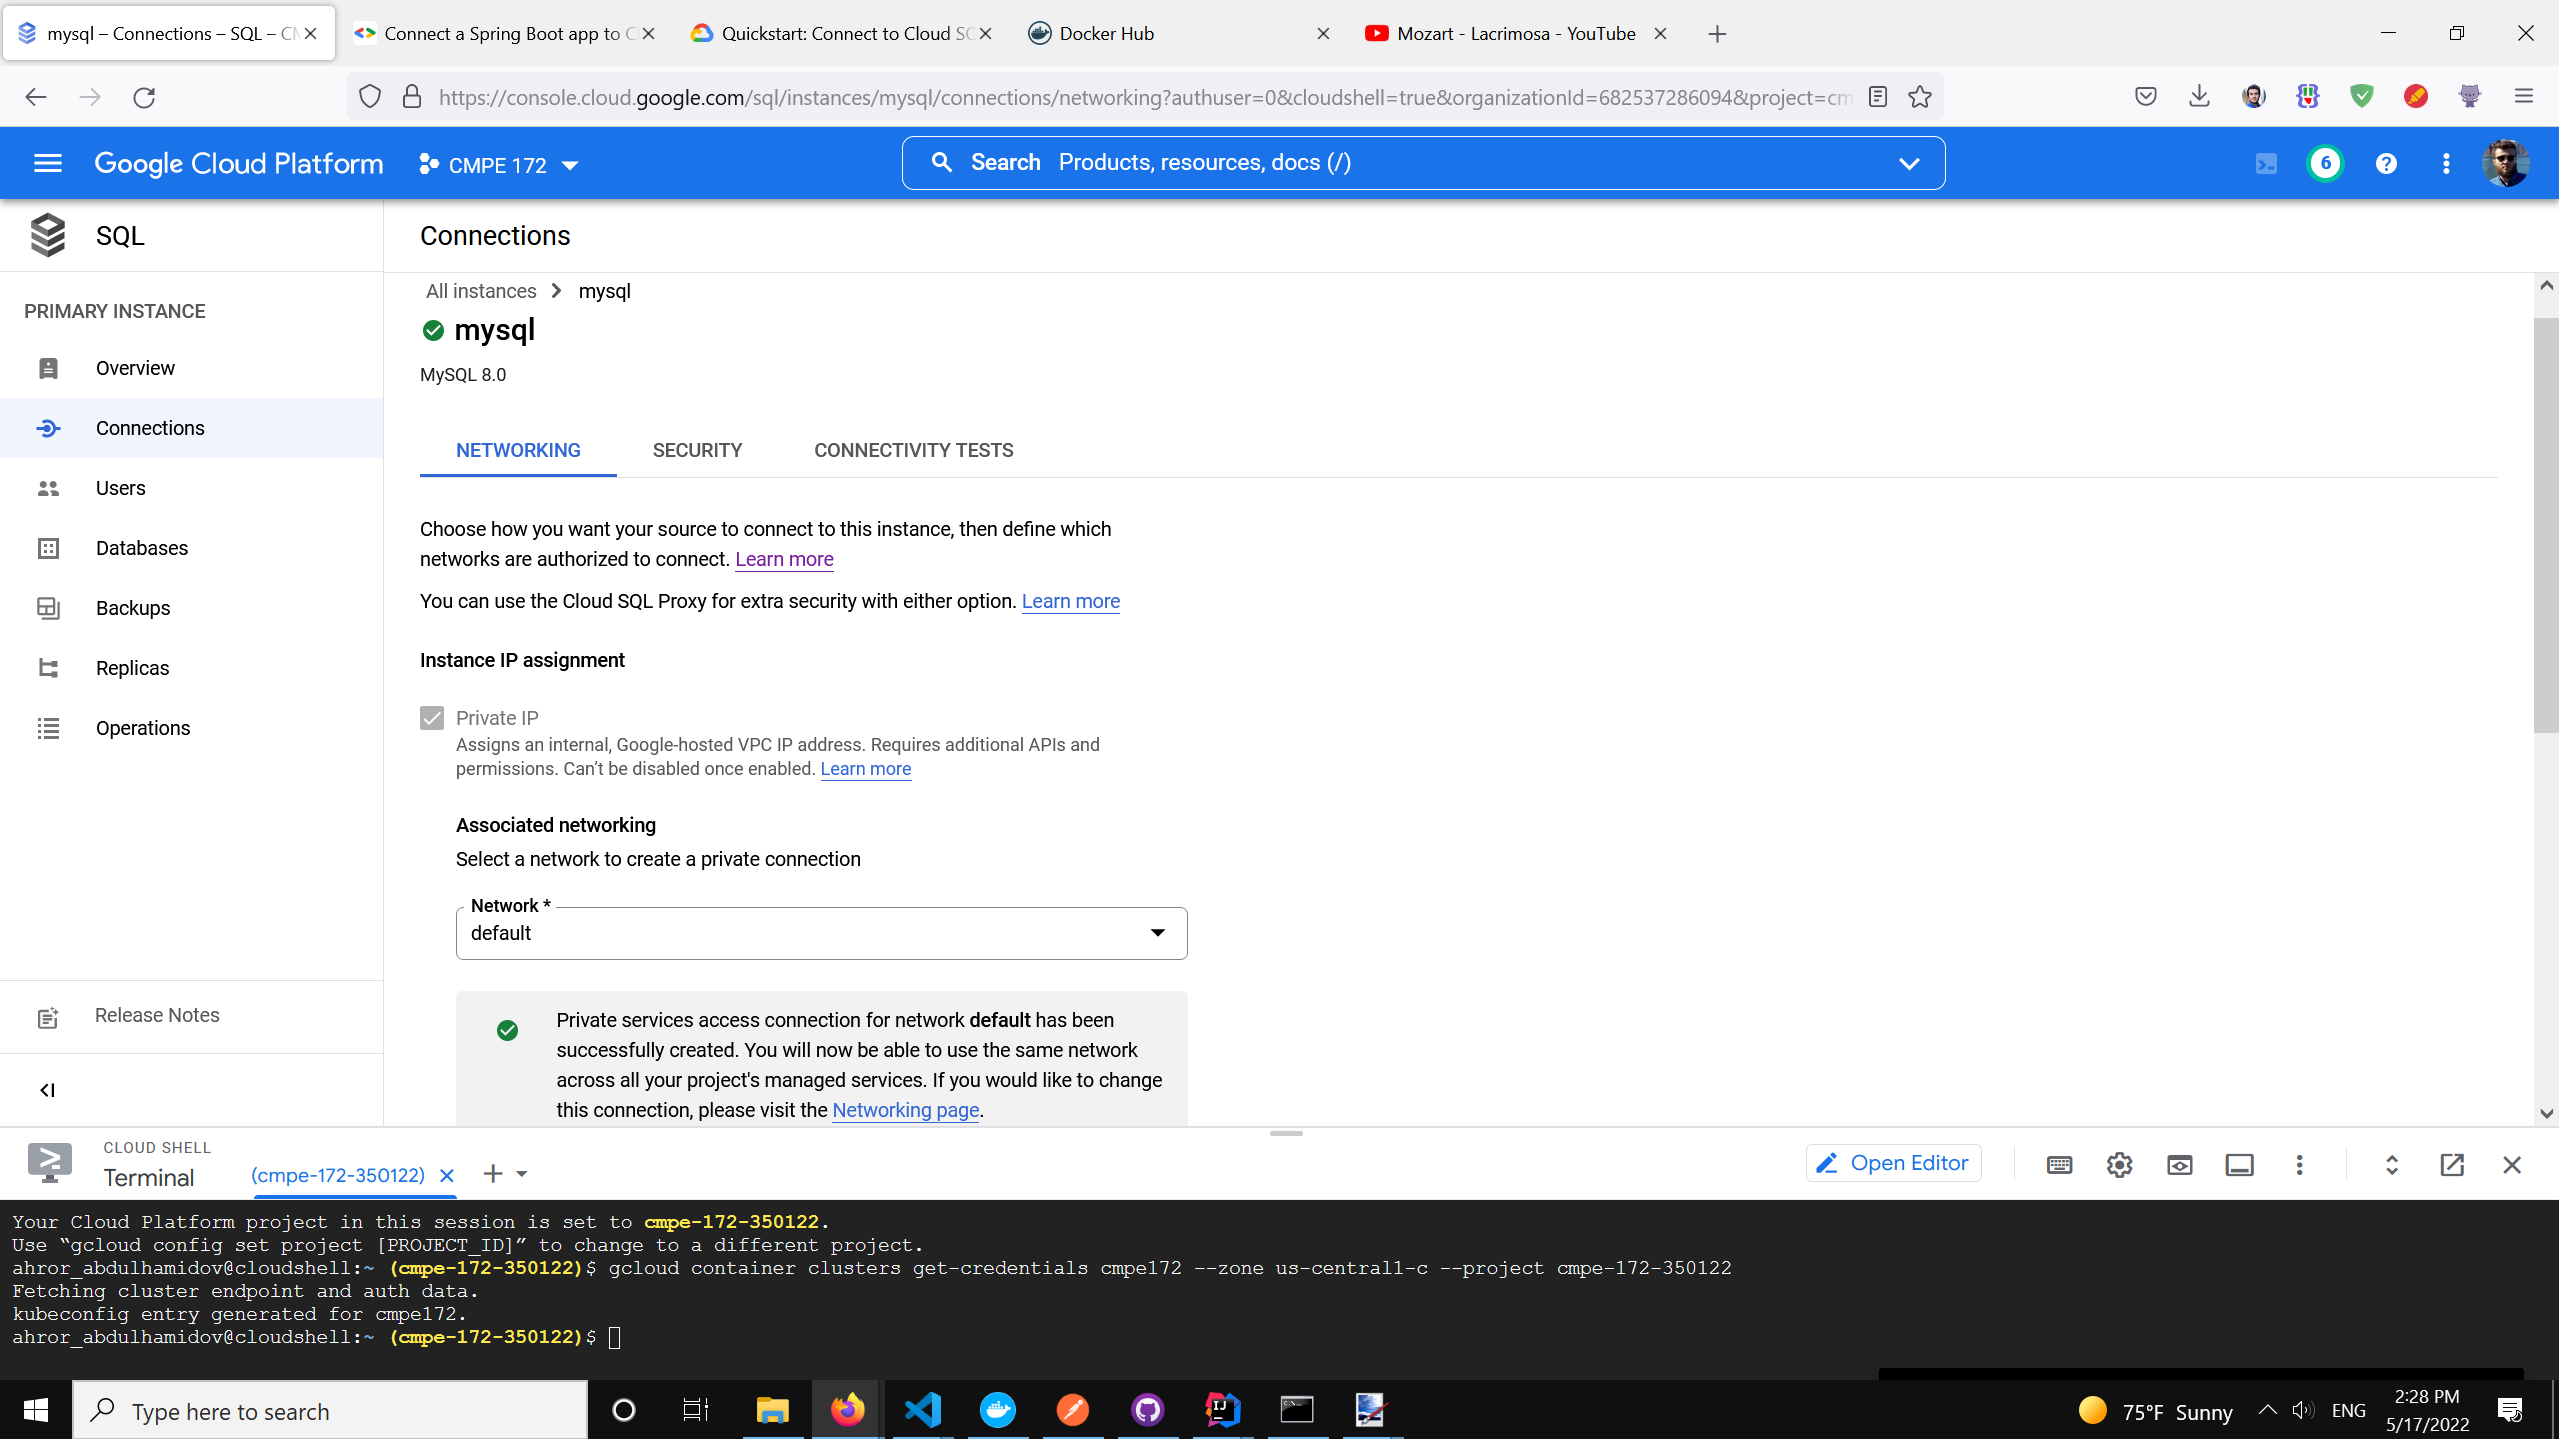 mysql – Connections – SQL – CM
Connect a Spring Boot app to C
Quickstart: Connect to Cloud SQ
Docker Hub
Mozart - Lacrimosa - YouTube
https://console.cloud.google.com/sql/instances/mysql/connections/networking?authuser=0&cloudshell=true&organizationId=682537286094&project=cm
Google Cloud Platform
CMPE 172
Search Products, resources, docs (/)
6
SQL
Connections
All instances
mysql
PRIMARY INSTANCE
mysql
MySQL 8.0
Overview
Connections
Users
Databases
Backups
Replicas
Operations
Release Notes
NETWORKING
SECURITY
CONNECTIVITY TESTS
Choose how you want your source to connect to this instance, then define which
networks are authorized to connect. Learn more
You can use the Cloud SQL Proxy for extra security with either option. Learn more
Instance IP assignment
Private IP
Assigns an internal, Google-hosted VPC IP address. Requires additional APIs and
permissions. Can’t be disabled once enabled. Learn more
Associated networking
Select a network to create a private connection
Network *
default
Private services access connection for network default has been
successfully created. You will now be able to use the same network
across all your project's managed services. If you would like to change
this connection, please visit the Networking page.
CLOUD SHELL
Terminal
(cmpe-172-350122)
Open Editor
Your Cloud Platform project in this session is set to cmpe-172-350122.
Use “gcloud config set project [PROJECT_ID]” to change to a different project.
ahror_abdulhamidov@cloudshell:~ (cmpe-172-350122)$ gcloud container clusters get-credentials cmpe172 --zone us-central1-c --project cmpe-172-350122
Fetching cluster endpoint and auth data.
kubeconfig entry generated for cmpe172.
ahror_abdulhamidov@cloudshell:~ (cmpe-172-350122)$
Type here to search
IJ
75°F Sunny
ENG
2:28 PM
5/17/2022